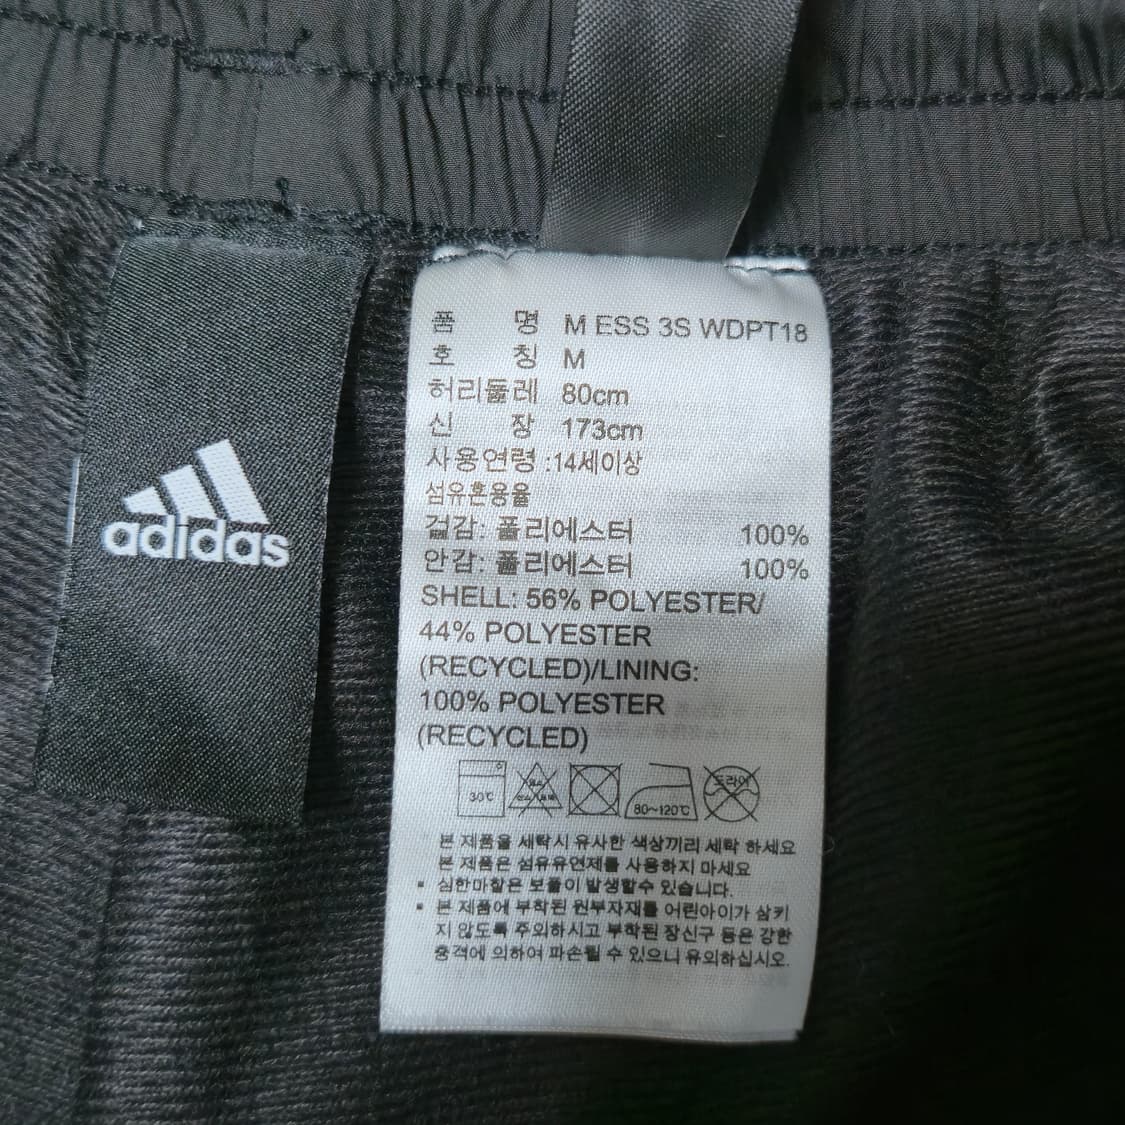 adidas
품 명 M ESS 3S WDPT18
호 칭 M
허리둘레 80cm
신 장 173cm
사용연령 :14세이상
섬유혼용율
겉감: 폴리에스터 100%
안감: 폴리에스터 100%
SHELL: 56% POLYESTER/
44% POLYESTER
(RECYCLED)/LINING:
100% POLYESTER
(RECYCLED)
30℃ 80~120℃ 드라이
본 제품을 세탁시 유사한 색상끼리 세탁 하세요
본 제품은 섬유유연제를 사용하지 마세요
▪ 심한마찰은 보풀이 발생할수 있습니다.
▪ 본 제품에 부착된 원부자재를 어린아이가 삼키
지 않도록 주의하시고 부착된 장신구 등은 강한
충격에 의하여 파손될 수 있으니 유의하십시오.